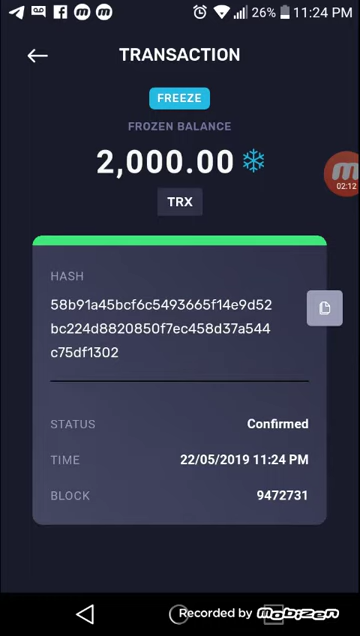 26% 11:24 PM
TRANSACTION
FREEZE
FROZEN BALANCE
2,000.00
02:12
TRX
HASH
58b91a45bcf6c5493665f14e9d52
bc224d8820850f7ec458d37a544
c75df1302
STATUS Confirmed
TIME 22/05/2019 11:24 PM
BLOCK 9472731
Recorded by mobizen